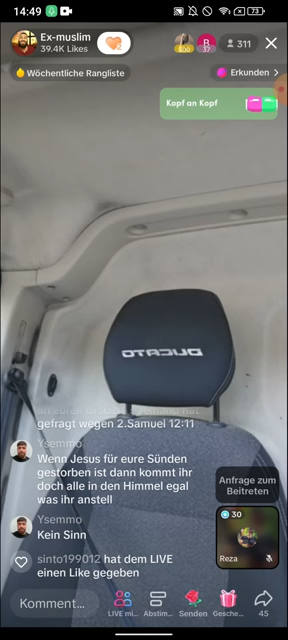 14:49
73
Ex-muslim
39.4K Likes
800
B
37
311
Wöchentliche Rangliste
Erkunden
Kopf an Kopf
DUCATO
gefragt wegen 2.Samuel 12:11
Ysemmo
Wenn Jesus für eure Sünden
gestorben ist dann kommt ihr
doch alle in den Himmel egal
was ihr anstell
Ysemmo
Kein Sinn
sinto199012 hat dem LIVE
einen Like gegeben
Anfrage zum
Beitreten
30
Reza
Komment...
LIVE mi...
Abstim...
Senden
Gesche...
45